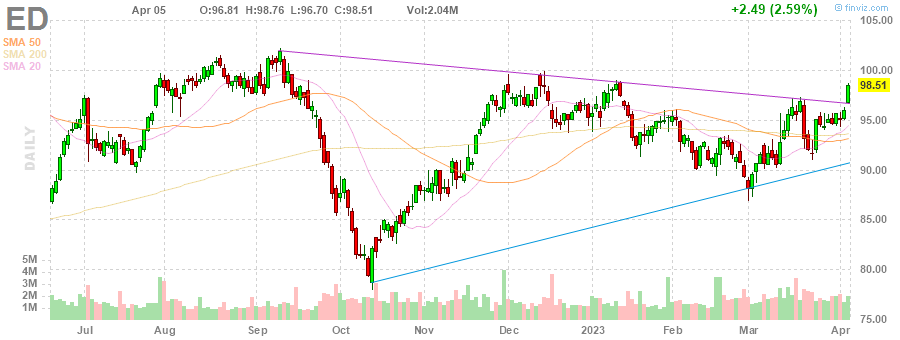 ED
Apr 05 O:96.81 H:98.76 L:96.70 C:98.51 Vol:2.04M +2.49 (2.59%) © finviz.com
SMA 50
SMA 200
SMA 20
DAILY
105.00
100.00
98.51
95.00
90.00
85.00
80.00
75.00
5M
4M
3M
2M
1M
Jul Aug Sep Oct Nov Dec 2023 Feb Mar Apr